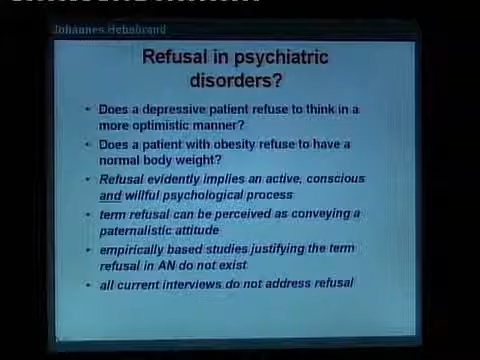 Johannes Hebebrand
Refusal in psychiatric
disorders?
• Does a depressive patient refuse to think in a
more optimistic manner?
• Does a patient with obesity refuse to have a
normal body weight?
• Refusal evidently implies an active, conscious
and willful psychological process
• term refusal can be perceived as conveying a
paternalistic attitude
• empirically based studies justifying the term
refusal in AN do not exist
• all current interviews do not address refusal